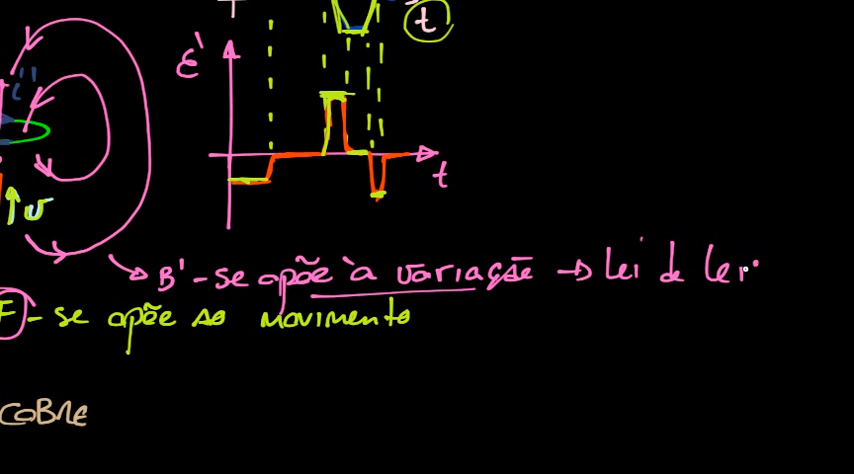 t
ε'
i''
t
v
B' - se opõe à variação → Lei de Len
F - se opõe ao movimento
COBRE